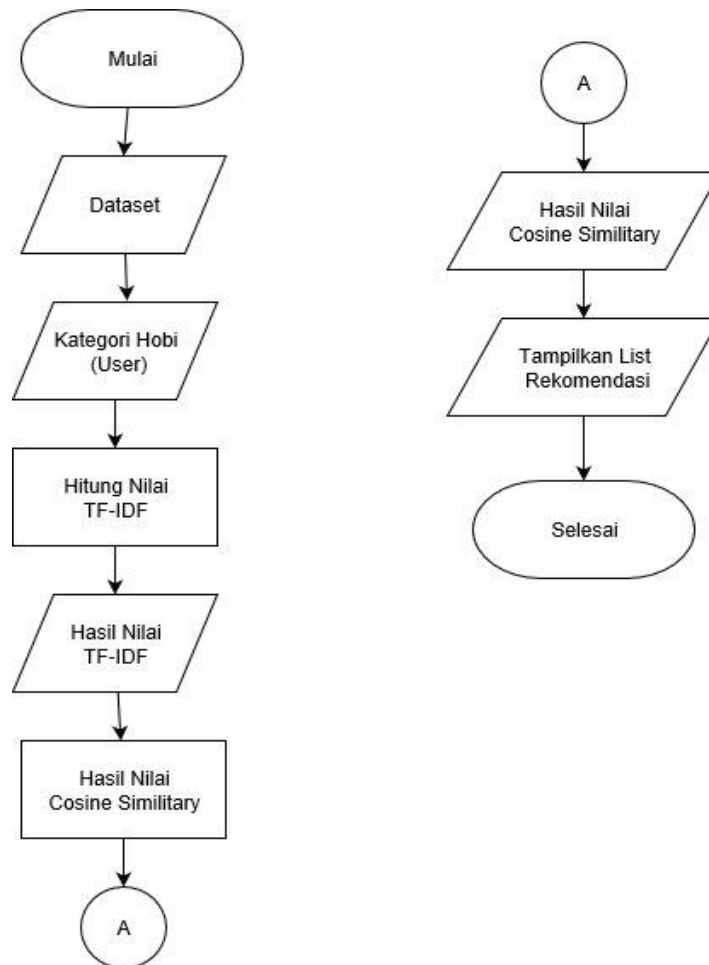 Mulai
Dataset
Kategori Hobi
(User)
Hitung Nilai
TF-IDF
Hasil Nilai
TF-IDF
Hasil Nilai
Cosine Similitary
A
A
Hasil Nilai
Cosine Similitary
Tampilkan List
Rekomendasi
Selesai